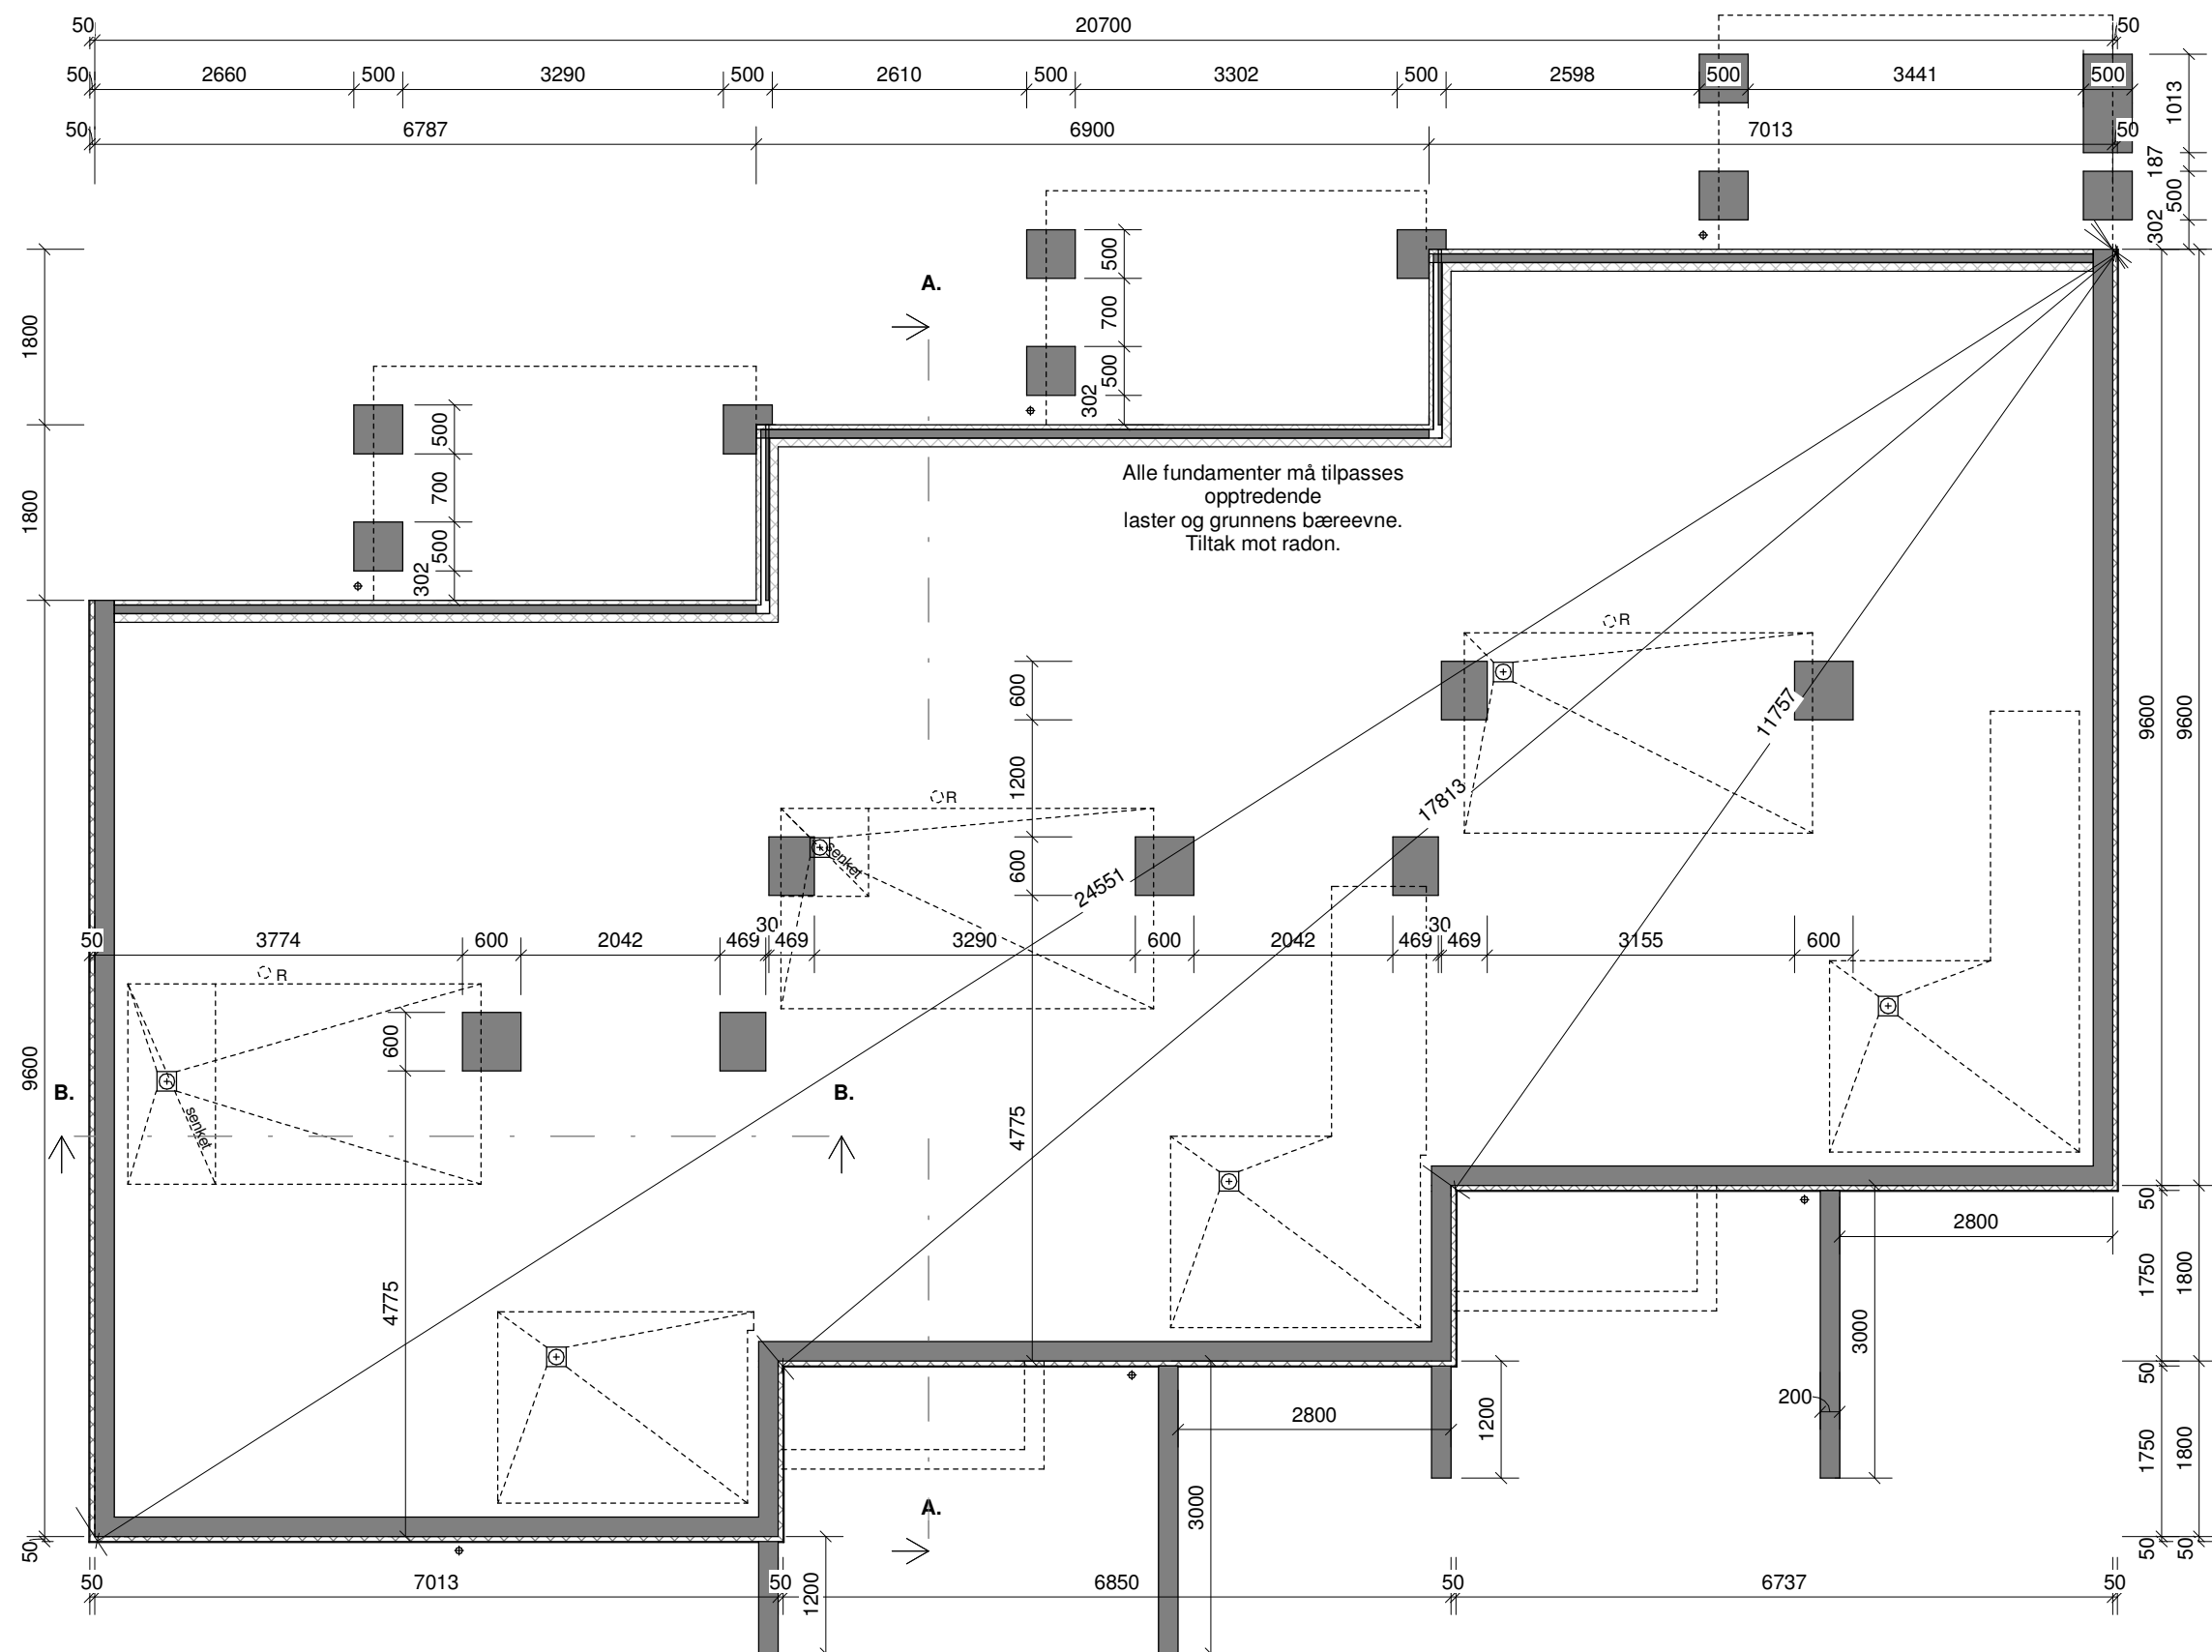 50 20700 50
50 2660 500 3290 500 2610 500 3302 500 2598 500 3441 500
50 6787 6900 7013 50
1013
187
500
302
1800
1800
9600
50
500
700
500
302
500
700
500
302
A.
Alle fundamenter må tilpasses
opptredende
laster og grunnens bæreevne.
Tiltak mot radon.
R
R
R
600
1200
600
4775
24551
17813
11757
senket
50 3774 600 2042 469 30 469 3290 600 2042 469 30 469 3155 600
600
4775
senket
B.
B.
9600
9600
50
1750
1800
50
1750
1800
50
50
2800
3000
200
2800
1200
3000
1200
A.
50 7013 50 6850 50 6737 50